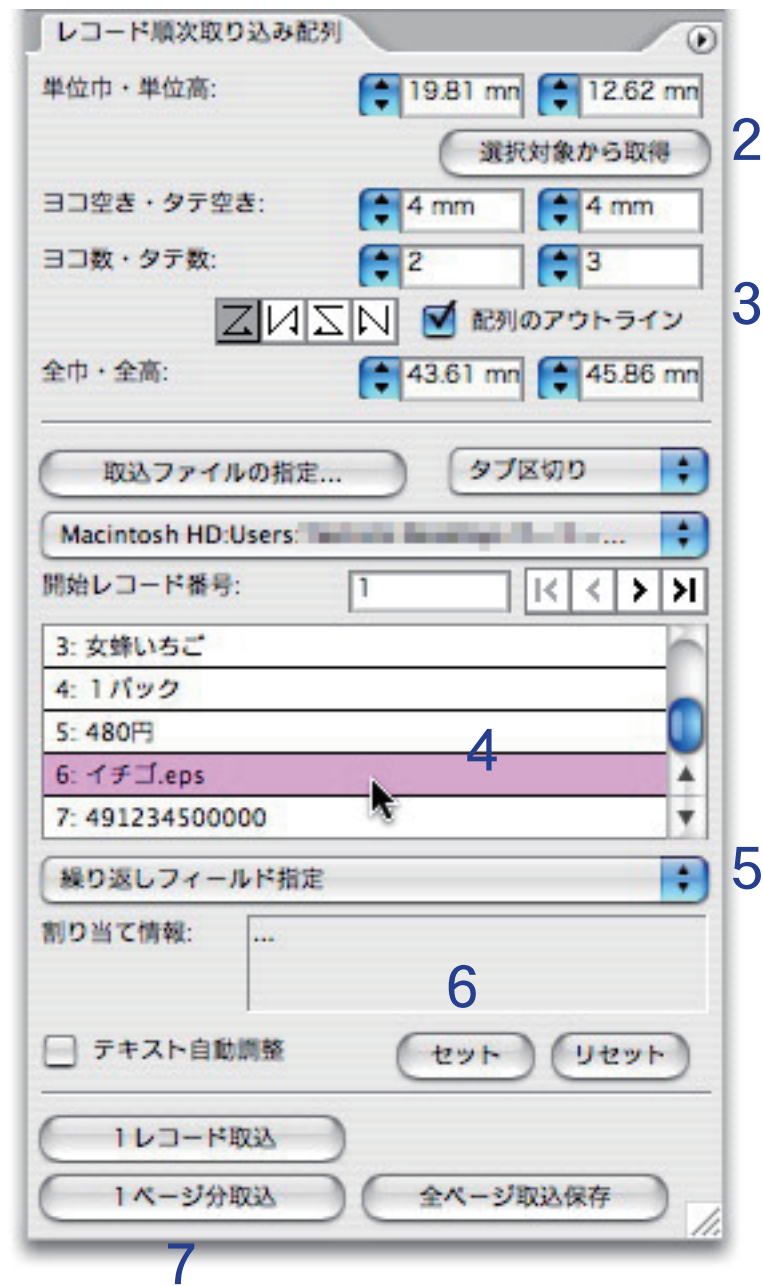 レコード順次取り込み配列
単位巾・単位高: 19.81 mm 12.62 mm
選択対象から取得 2
ヨコ空き・タテ空き: 4 mm 4 mm
ヨコ数・タテ数: 2 3
配列のアウトライン 3
全巾・全高: 43.61 mm 45.86 mm
取込ファイルの指定... タブ区切り
Macintosh HD:Users: ...
開始レコード番号: 1
3: 女蜂いちご
4: 1パック
5: 480円 4
6: イチゴ.eps
7: 491234500000
繰り返しフィールド指定 5
割り当て情報: ...
6
テキスト自動調整 セット リセット
1レコード取込
1ページ分取込 全ページ取込保存
7